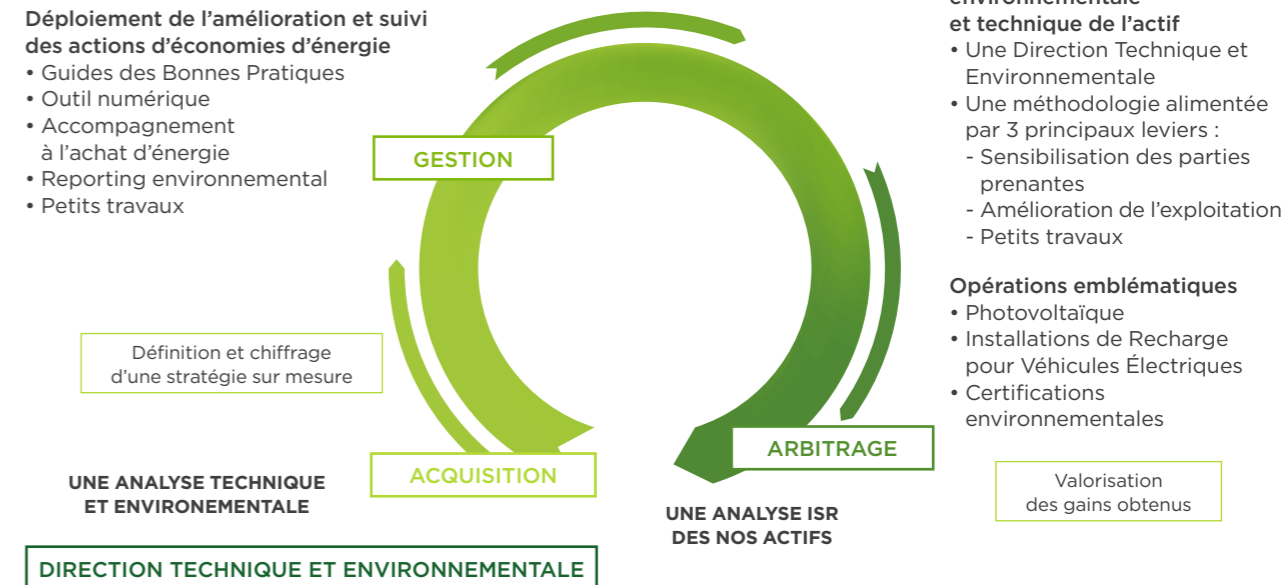 Déploiement de l'amélioration et suivi
des actions d'économies d'énergie
• Guides des Bonnes Pratiques
• Outil numérique
• Accompagnement
à l'achat d'énergie
• Reporting environnemental
• Petits travaux
GESTION
Définition et chiffrage
d'une stratégie sur mesure
ACQUISITION
UNE ANALYSE TECHNIQUE
ET ENVIRONEMENTALE
DIRECTION TECHNIQUE ET ENVIRONNEMENTALE
environnementale
et technique de l'actif
• Une Direction Technique et
Environnementale
• Une méthodologie alimentée
par 3 principaux leviers :
- Sensibilisation des parties
prenantes
- Amélioration de l'exploitation
- Petits travaux
Opérations emblématiques
• Photovoltaïque
• Installations de Recharge
pour Véhicules Électriques
• Certifications
environnementales
ARBITRAGE
UNE ANALYSE ISR
DES NOS ACTIFS
Valorisation
des gains obtenus